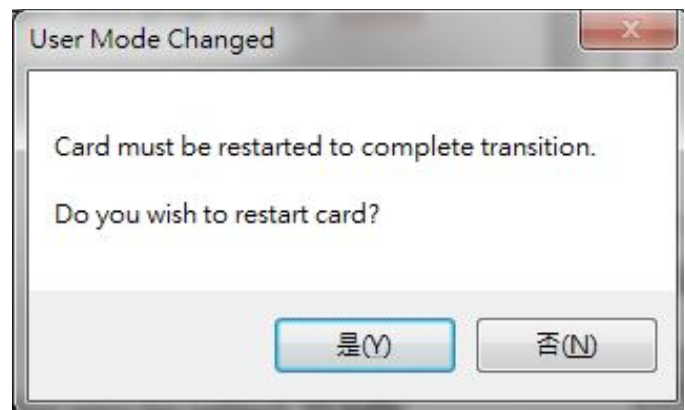 User Mode Changed
Card must be restarted to complete transition.
Do you wish to restart card?
是(Y)
否(N)